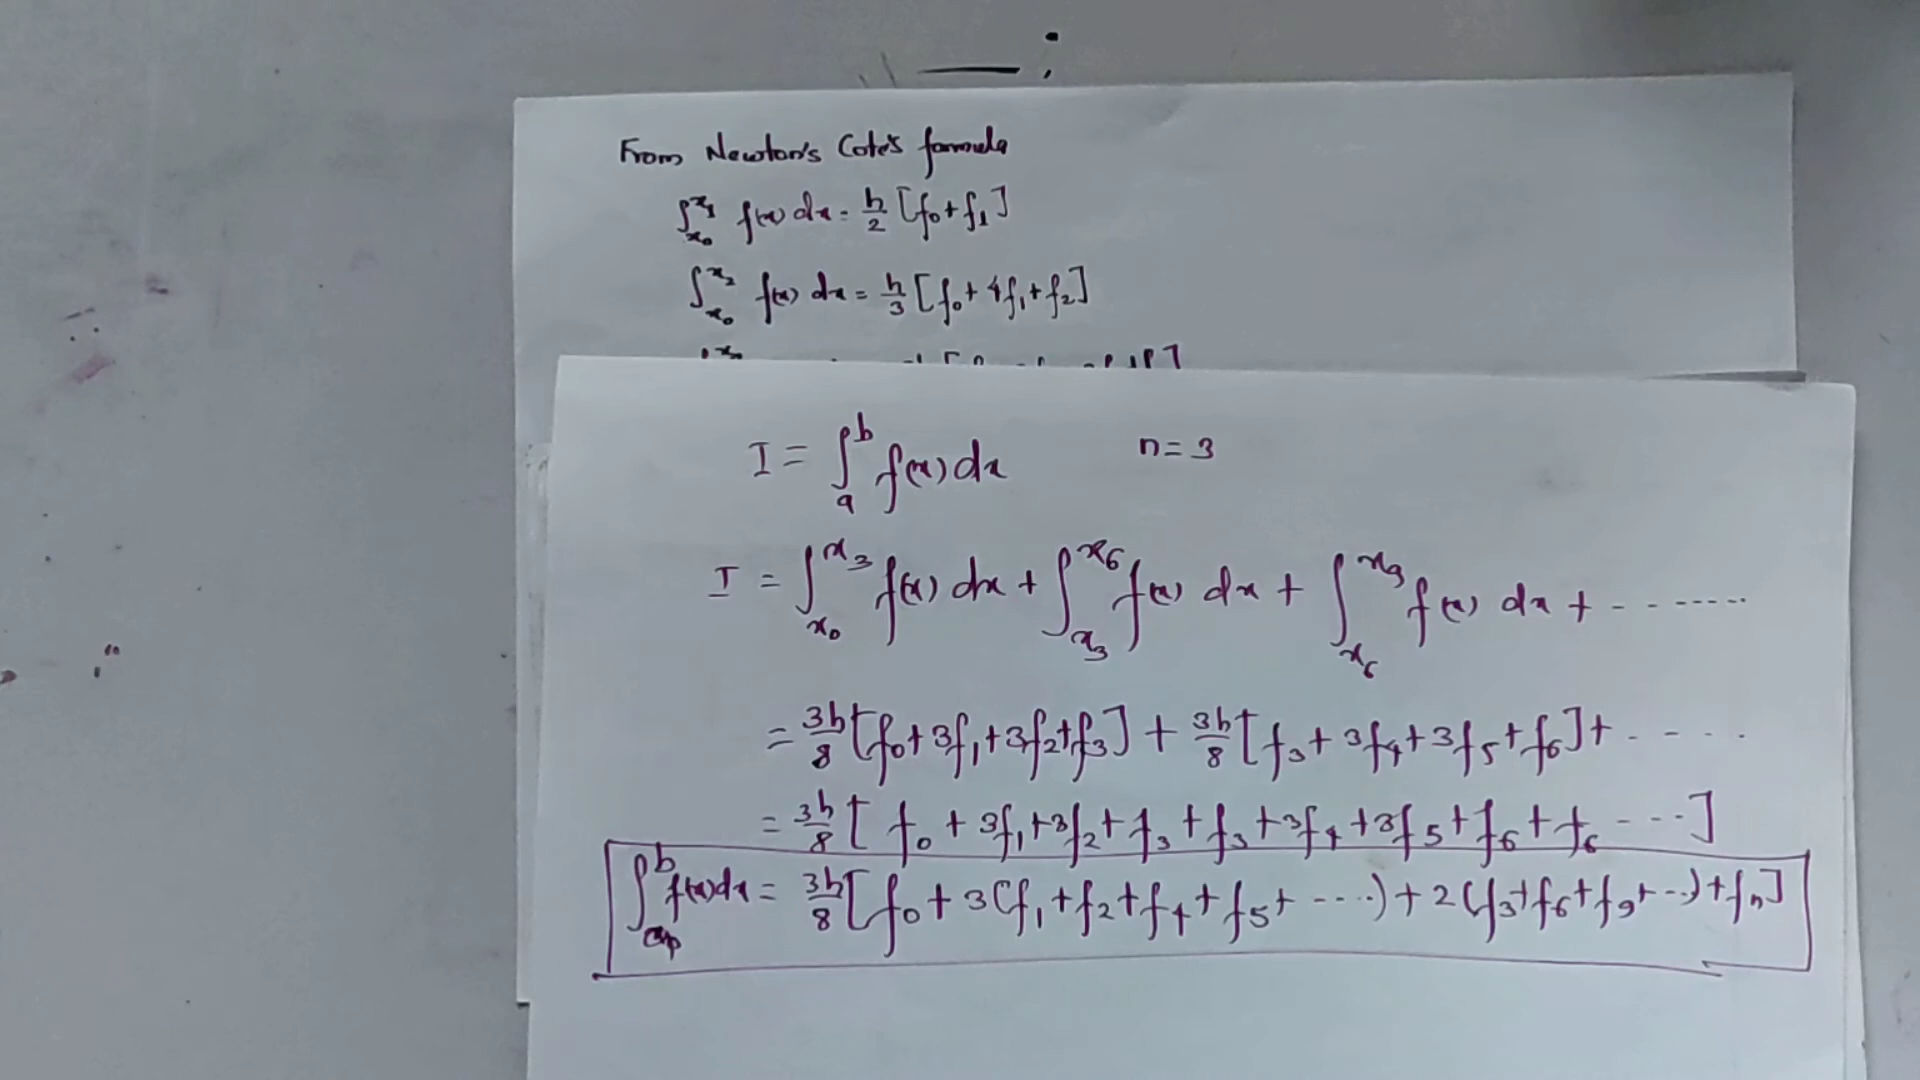 From Newton's Cote's formula
∫_{x₀}^{x₁} f(x) dx = h/2 [f₀ + f₁]
∫_{x₀}^{x₂} f(x) dx = h/3 [f₀ + 4f₁ + f₂]
I = ∫_a^b f(x) dx n = 3
I = ∫_{x₀}^{x₃} f(x) dx + ∫_{x₃}^{x₆} f(x) dx + ∫_{x₆}^{x₉} f(x) dx + .......
= 3h/8 [f₀ + 3f₁ + 3f₂ + f₃] + 3h/8 [f₃ + 3f₄ + 3f₅ + f₆] + ....
= 3h/8 [f₀ + 3f₁ + 3f₂ + f₃ + f₃ + 3f₄ + 3f₅ + f₆ + f₆ ....]
∫_a^b f(x) dx = 3h/8 [f₀ + 3(f₁ + f₂ + f₄ + f₅ + ....) + 2(f₃ + f₆ + f₉ + ...) + fₙ]